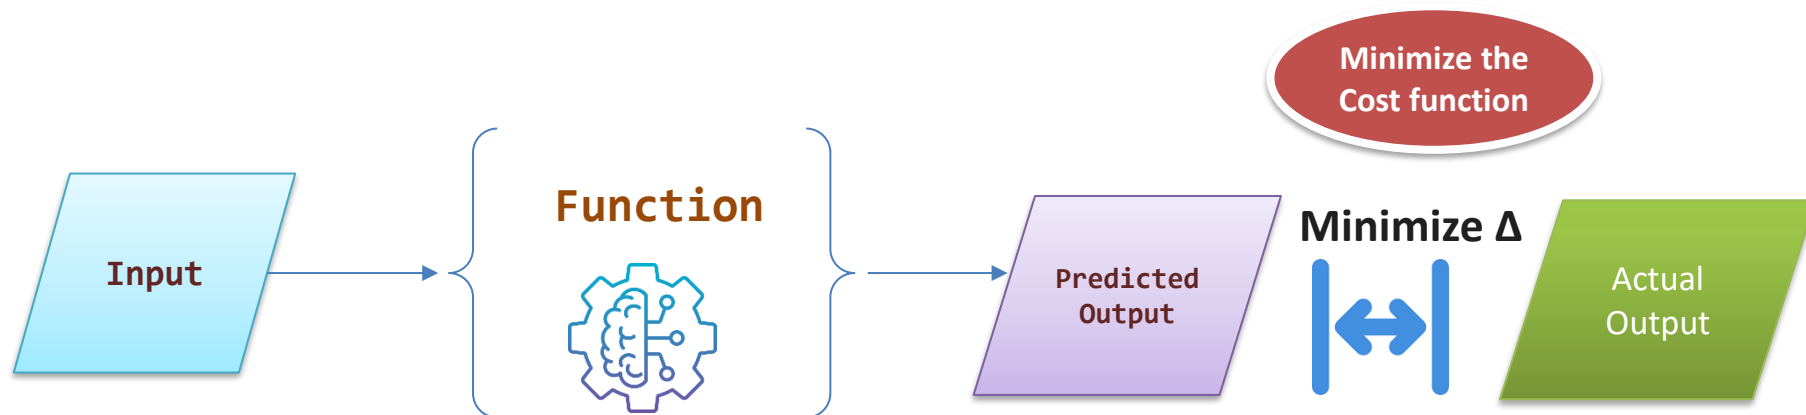 Minimize the
Cost function
Function
Input
Predicted
Output
Minimize Δ
Actual
Output